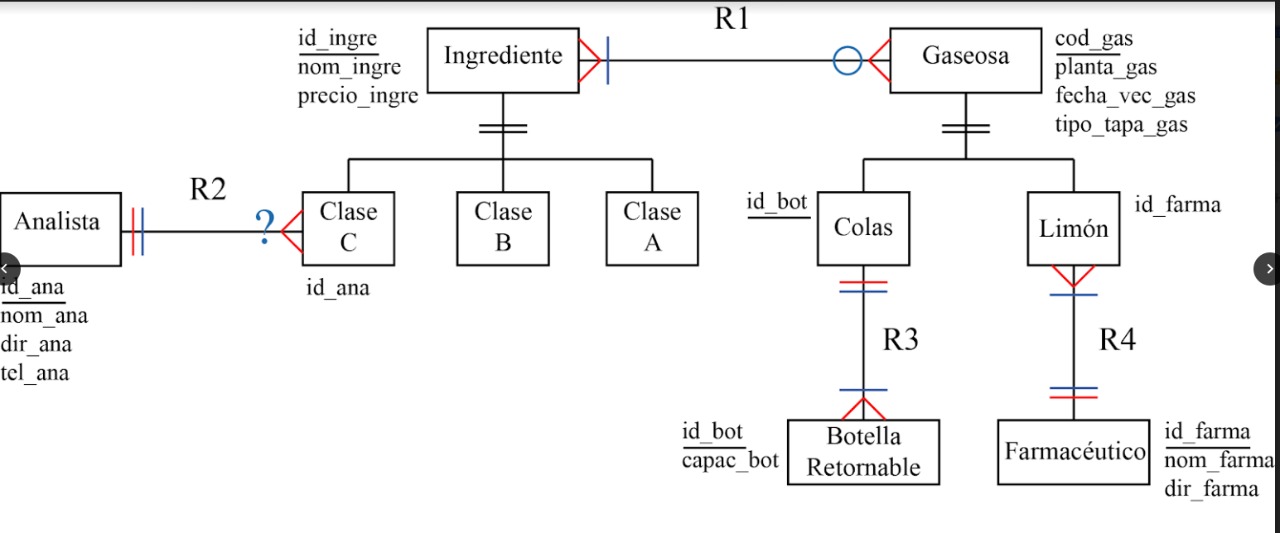 R1
id_ingre
nom_ingre
precio_ingre
Ingrediente
Gaseosa
cod_gas
planta_gas
fecha_vec_gas
tipo_tapa_gas
Analista
R2
?
Clase
C
Clase
B
Clase
A
id_bot
Colas
Limón
id_farma
id_ana
nom_ana
dir_ana
tel_ana
id_ana
R3
R4
id_bot
capac_bot
Botella
Retornable
Farmacéutico
id_farma
nom_farma
dir_farma